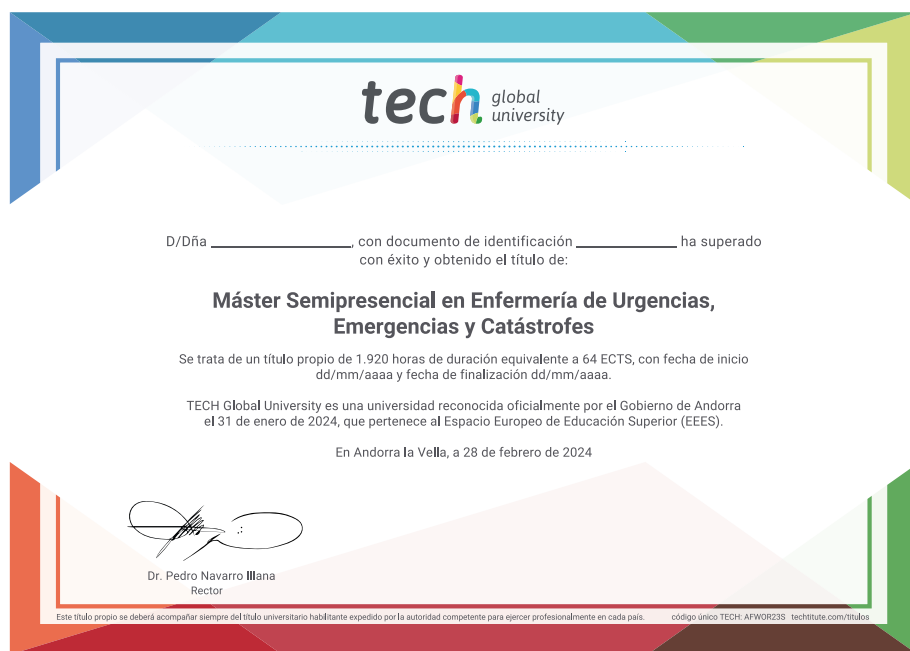 tech global
university
D/Dña ______________, con documento de identificación __________ ha superado
con éxito y obtenido el título de:
Máster Semipresencial en Enfermería de Urgencias,
Emergencias y Catástrofes
Se trata de un título propio de 1.920 horas de duración equivalente a 64 ECTS, con fecha de inicio
dd/mm/aaaa y fecha de finalización dd/mm/aaaa.
TECH Global University es una universidad reconocida oficialmente por el Gobierno de Andorra
el 31 de enero de 2024, que pertenece al Espacio Europeo de Educación Superior (EEES).
En Andorra la Vella, a 28 de febrero de 2024
Dr. Pedro Navarro Illana
Rector
Este título propio se deberá acompañar siempre del título universitario habilitante expedido por la autoridad competente para ejercer profesionalmente en cada país. código único TECH: AFWOR23S techtitute.com/titulos